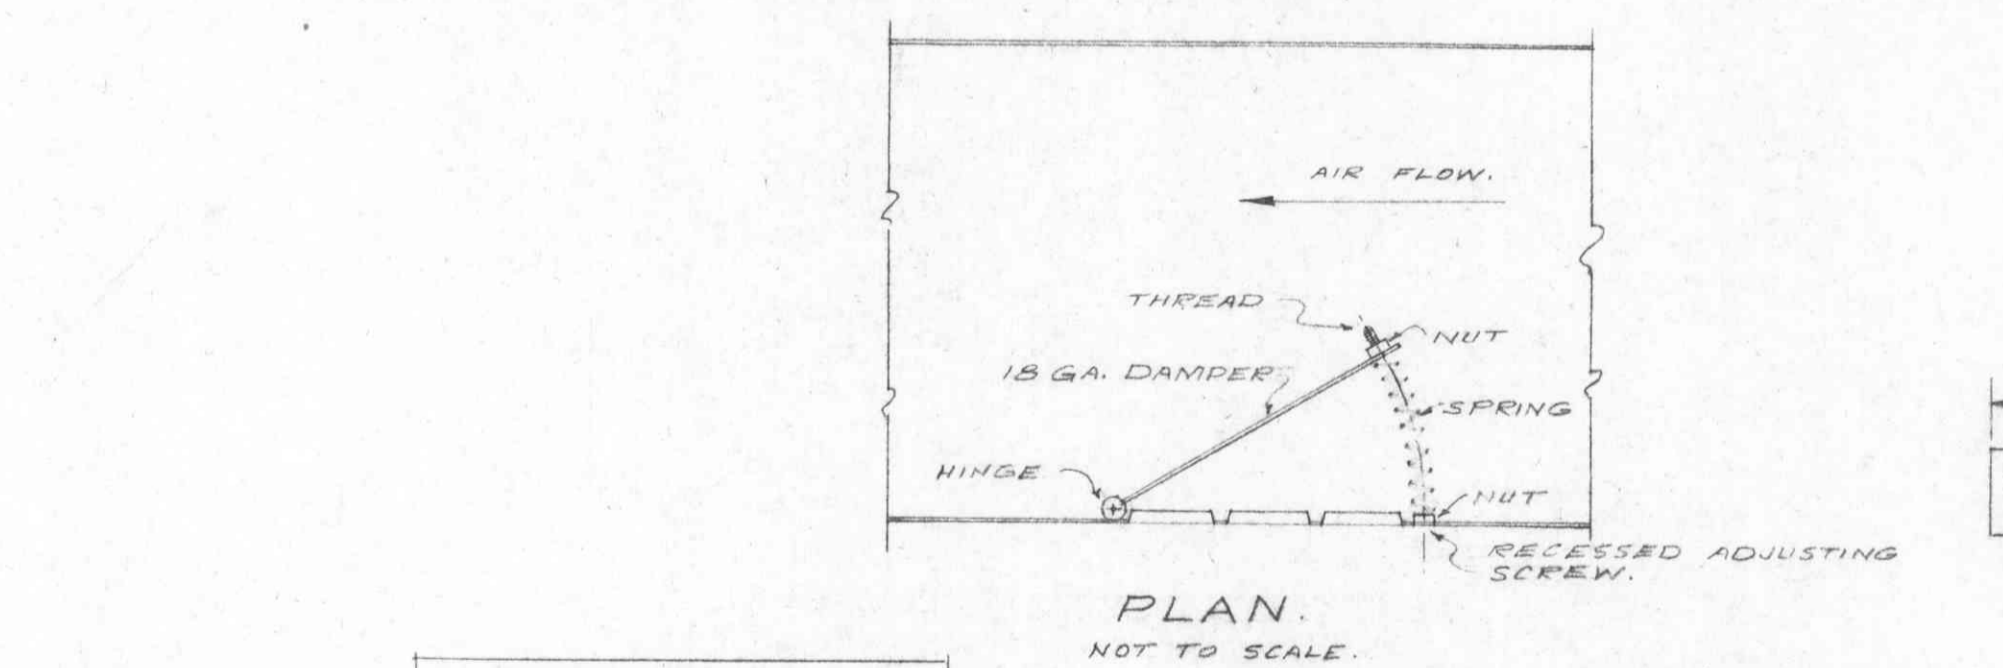 AIR FLOW.
THREAD
NUT
18 GA. DAMPER
SPRING
HINGE
NUT
RECESSED ADJUSTING
SCREW.
PLAN.
NOT TO SCALE.